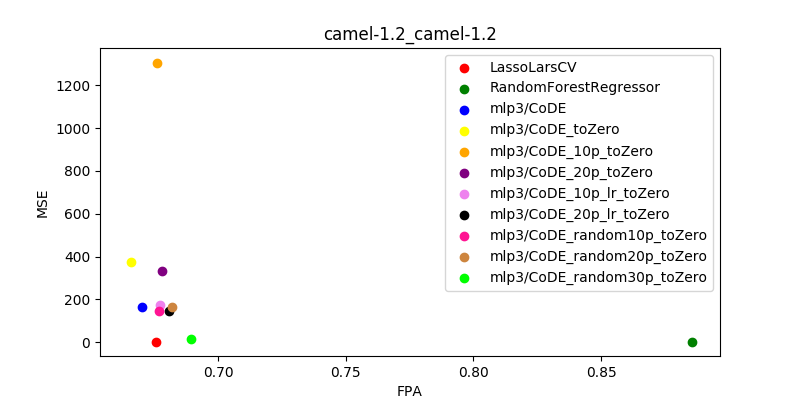 camel-1.2_camel-1.2
LassoLarsCV
RandomForestRegressor
mlp3/CoDE
mlp3/CoDE_toZero
mlp3/CoDE_10p_toZero
mlp3/CoDE_20p_toZero
mlp3/CoDE_10p_lr_toZero
mlp3/CoDE_20p_lr_toZero
mlp3/CoDE_random10p_toZero
mlp3/CoDE_random20p_toZero
mlp3/CoDE_random30p_toZero
MSE
1200
1000
800
600
400
200
0
0.70 0.75 0.80 0.85
FPA